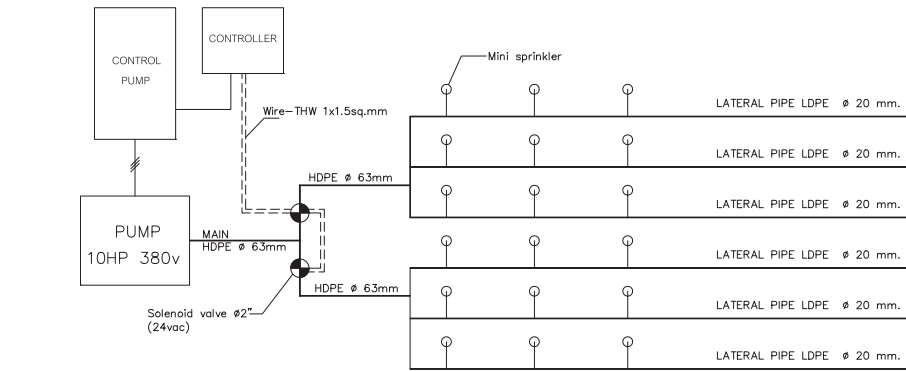 CONTROL
PUMP
CONTROLLER
Mini sprinkler
Wire-THW 1x1.5sq.mm
LATERAL PIPE LDPE ø 20 mm.
LATERAL PIPE LDPE ø 20 mm.
HDPE ø 63mm
LATERAL PIPE LDPE ø 20 mm.
PUMP
10HP 380v
MAIN
HDPE ø 63mm
LATERAL PIPE LDPE ø 20 mm.
HDPE ø 63mm
LATERAL PIPE LDPE ø 20 mm.
Solenoid valve ø2"
(24vac)
LATERAL PIPE LDPE ø 20 mm.